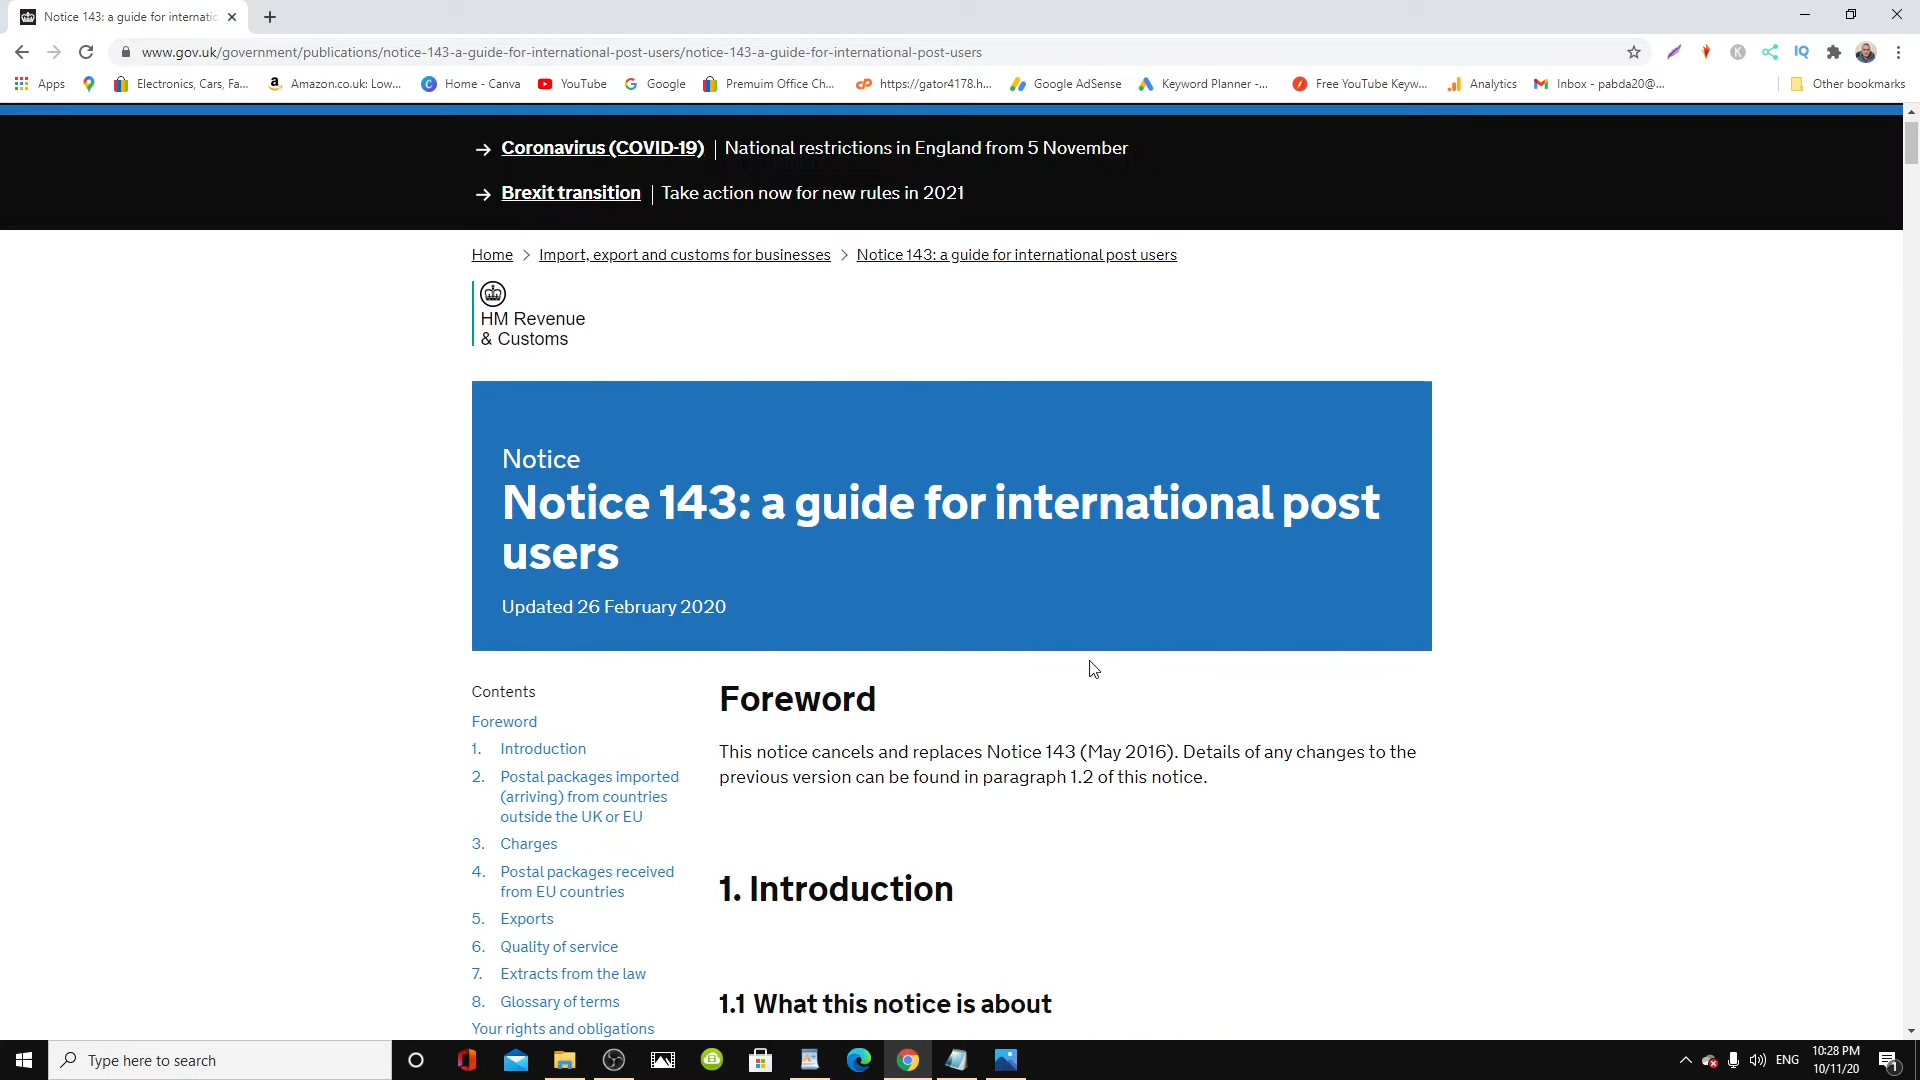 Notice 143: a guide for internatic
www.gov.uk/government/publications/notice-143-a-guide-for-international-post-users/notice-143-a-guide-for-international-post-users
Apps
Electronics, Cars, Fa...
Amazon.co.uk: Low...
Home - Canva
YouTube
Google
Premuim Office Ch...
https://gator4178.h...
Google AdSense
Keyword Planner -...
Free YouTube Keyw...
Analytics
Inbox - pabda20@...
Other bookmarks
Coronavirus (COVID-19) | National restrictions in England from 5 November
Brexit transition | Take action now for new rules in 2021
Home > Import, export and customs for businesses > Notice 143: a guide for international post users
HM Revenue
& Customs
Notice
Notice 143: a guide for international post
users
Updated 26 February 2020
Contents
Foreword
1. Introduction
2. Postal packages imported
(arriving) from countries
outside the UK or EU
3. Charges
4. Postal packages received
from EU countries
5. Exports
6. Quality of service
7. Extracts from the law
8. Glossary of terms
Your rights and obligations
Foreword
This notice cancels and replaces Notice 143 (May 2016). Details of any changes to the
previous version can be found in paragraph 1.2 of this notice.
1. Introduction
1.1 What this notice is about
Type here to search
ENG
10:28 PM
10/11/20